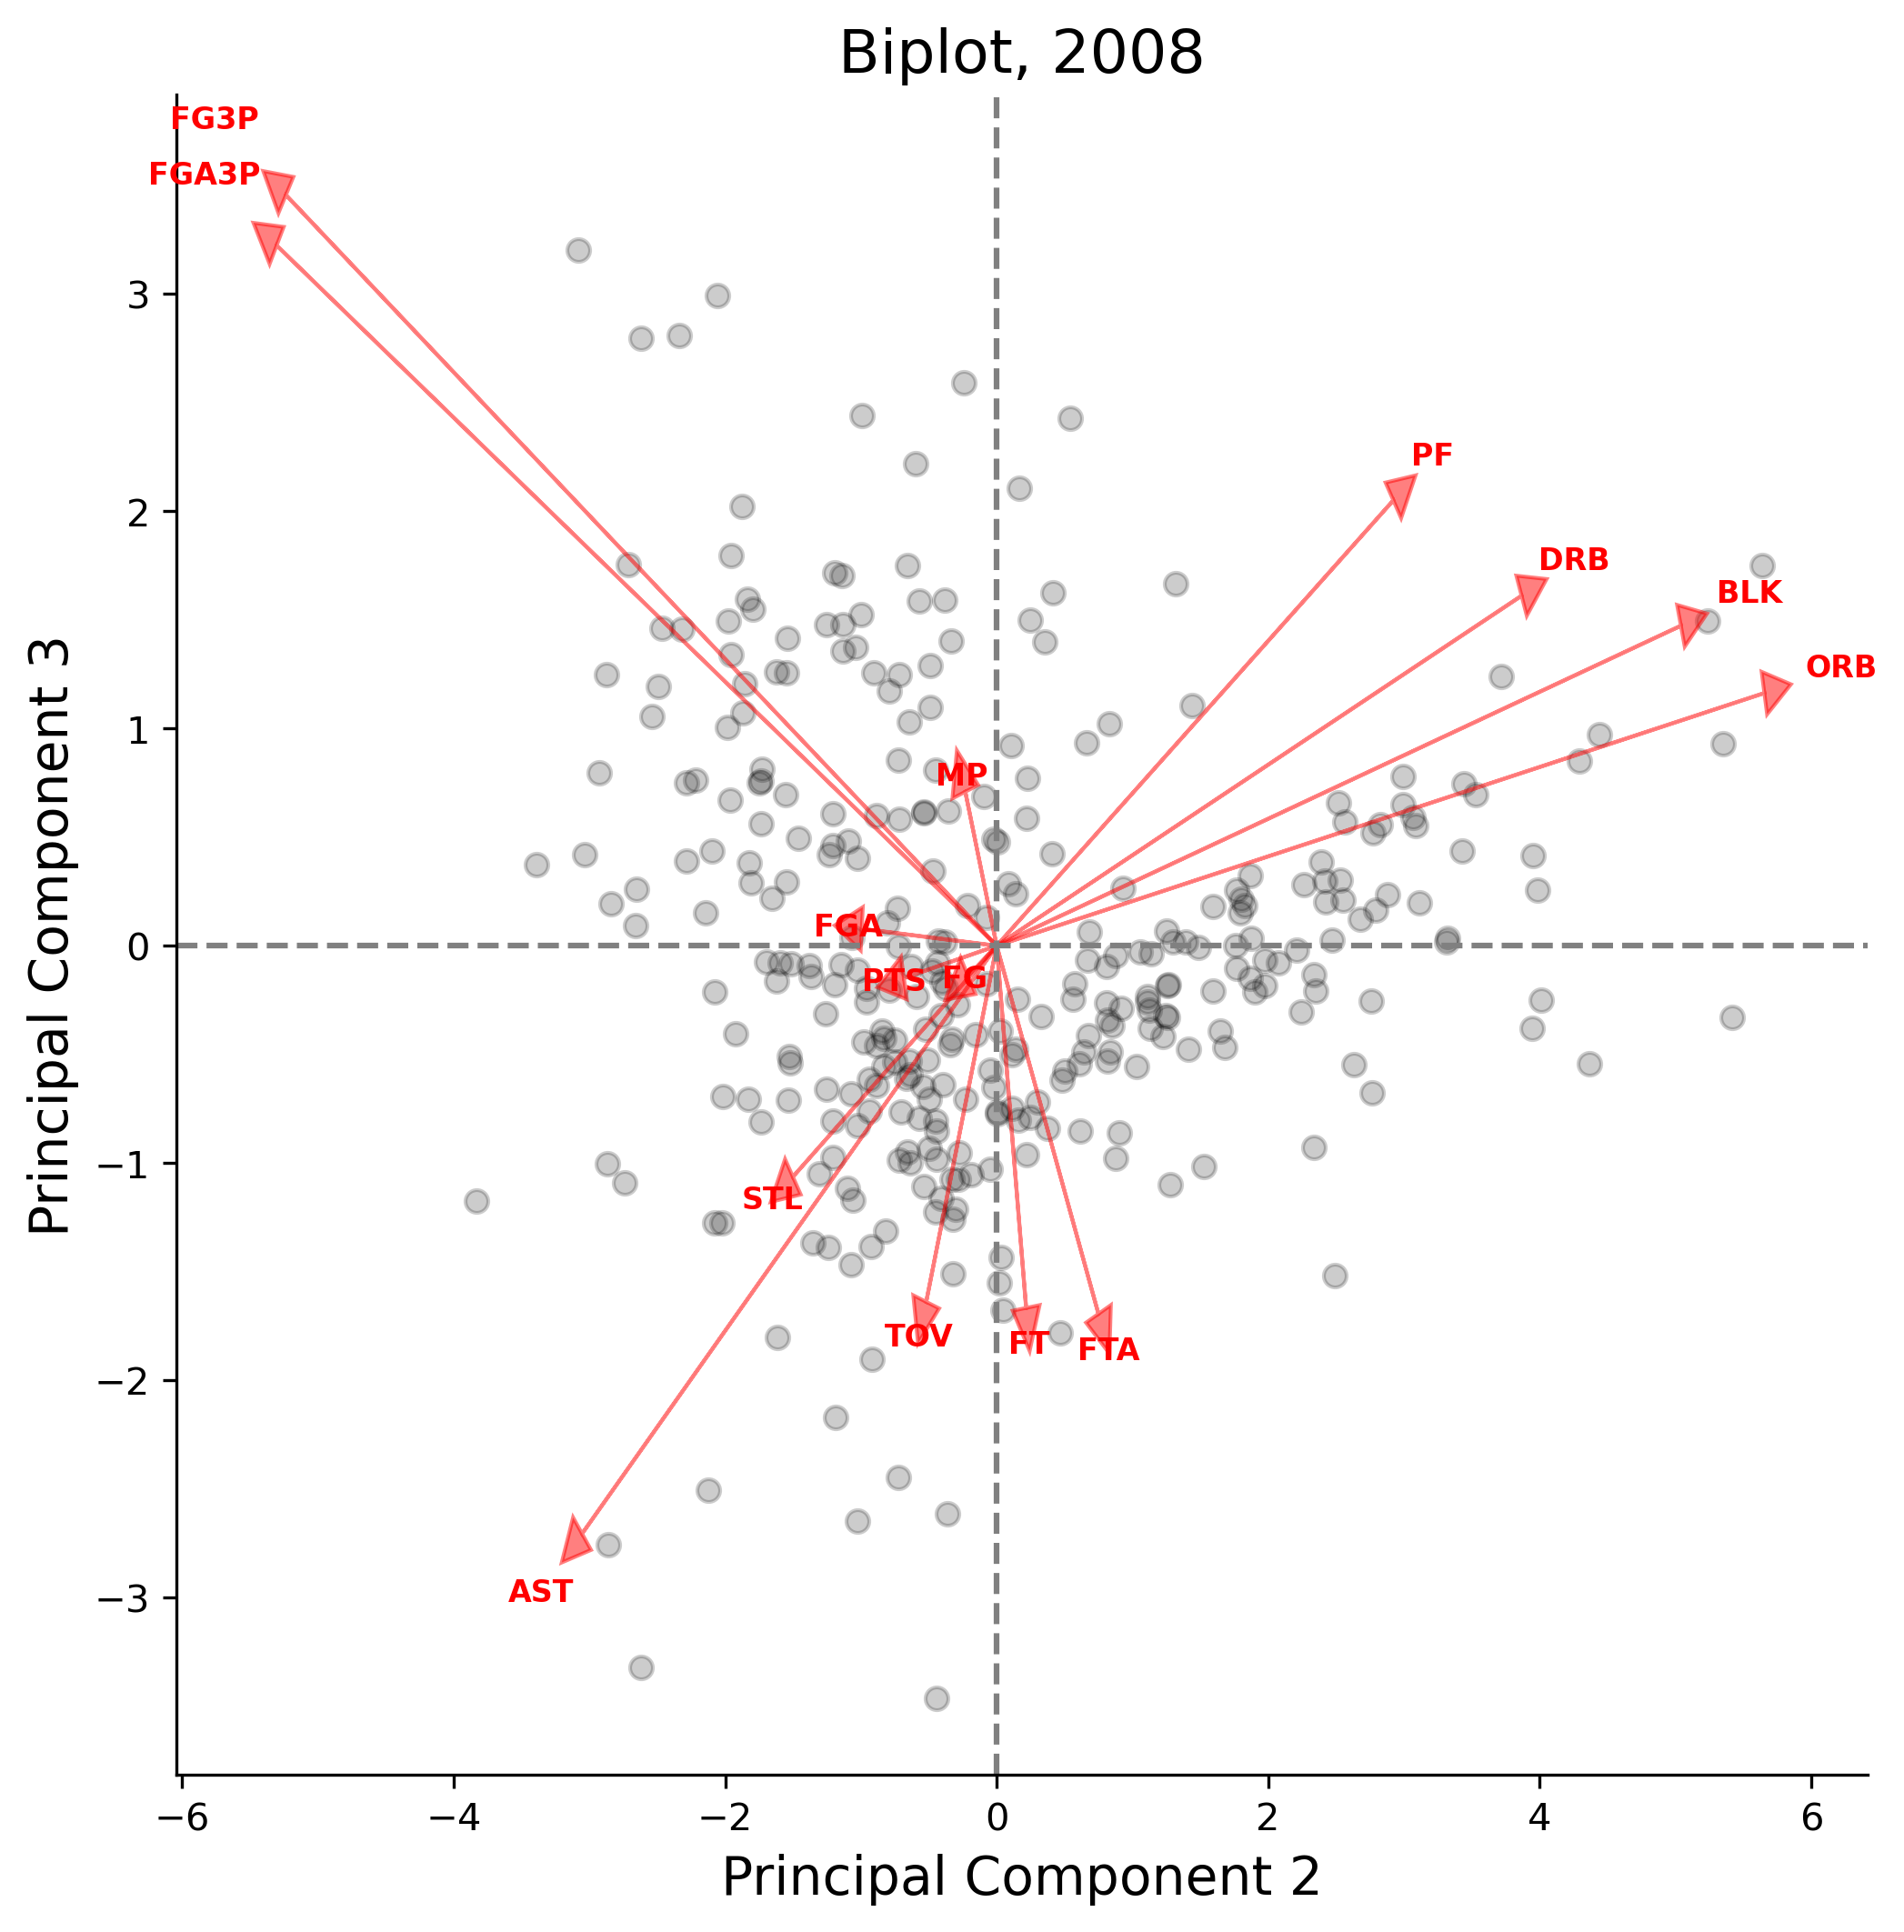 Biplot, 2008
FG3P
FGA3P
PF
DRB
BLK
ORB
MP
FGA
PTS
FG
STL
TOV
FT
FTA
AST
3
2
1
0
−1
−2
−3
Principal Component 3
−6
−4
−2
0
2
4
6
Principal Component 2